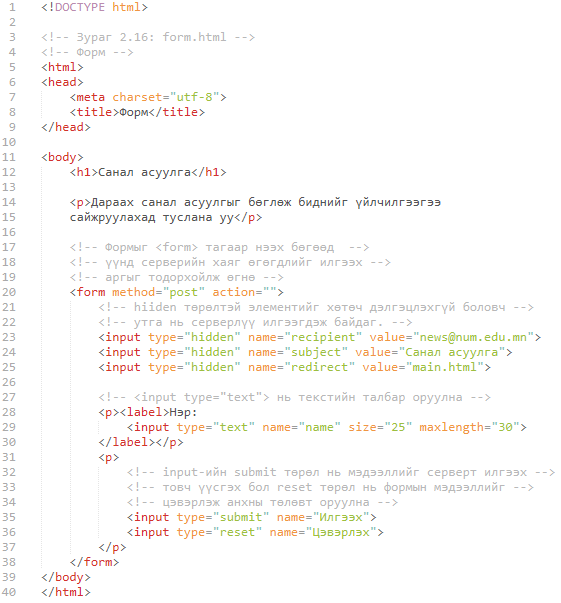 1 <!DOCTYPE html>
2
3 <!-- Зураг 2.16: form.html -->
4 <!-- Форм -->
5 <html>
6 <head>
7 <meta charset="utf-8">
8 <title>Форм</title>
9 </head>
10
11 <body>
12 <h1>Санал асуулга</h1>
13
14 <p>Дараах санал асуулгыг бөглөж биднийг үйлчилгээгээ
15 сайжруулахад туслана уу</p>
16
17 <!-- Формыг <form> тагаар нээх бөгөөд -->
18 <!-- үүнд серверийн хаяг өгөгдлийг илгээх -->
19 <!-- аргыг тодорхойлж өгнө -->
20 <form method="post" action="">
21 <!-- hiiden төрөлтэй элементийг хөтөч дэлгэцлэхгүй боловч -->
22 <!-- утга нь серверлүү илгээгдэж байдаг. -->
23 <input type="hidden" name="recipient" value="news@num.edu.mn">
24 <input type="hidden" name="subject" value="Санал асуулга">
25 <input type="hidden" name="redirect" value="main.html">
26
27 <!-- <input type="text"> нь текстийн талбар оруулна -->
28 <p><label>Нэр:
29 <input type="text" name="name" size="25" maxlength="30">
30 </label></p>
31 <p>
32 <!-- input-ийн submit төрөл нь мэдээллийг серверт илгээх -->
33 <!-- товч үүсгэх бол reset төрөл нь формын мэдээллийг -->
34 <!-- цэвэрлэж анхны төлөвт оруулна -->
35 <input type="submit" name="Илгээх">
36 <input type="reset" name="Цэвэрлэх">
37 </p>
38 </form>
39 </body>
40 </html>